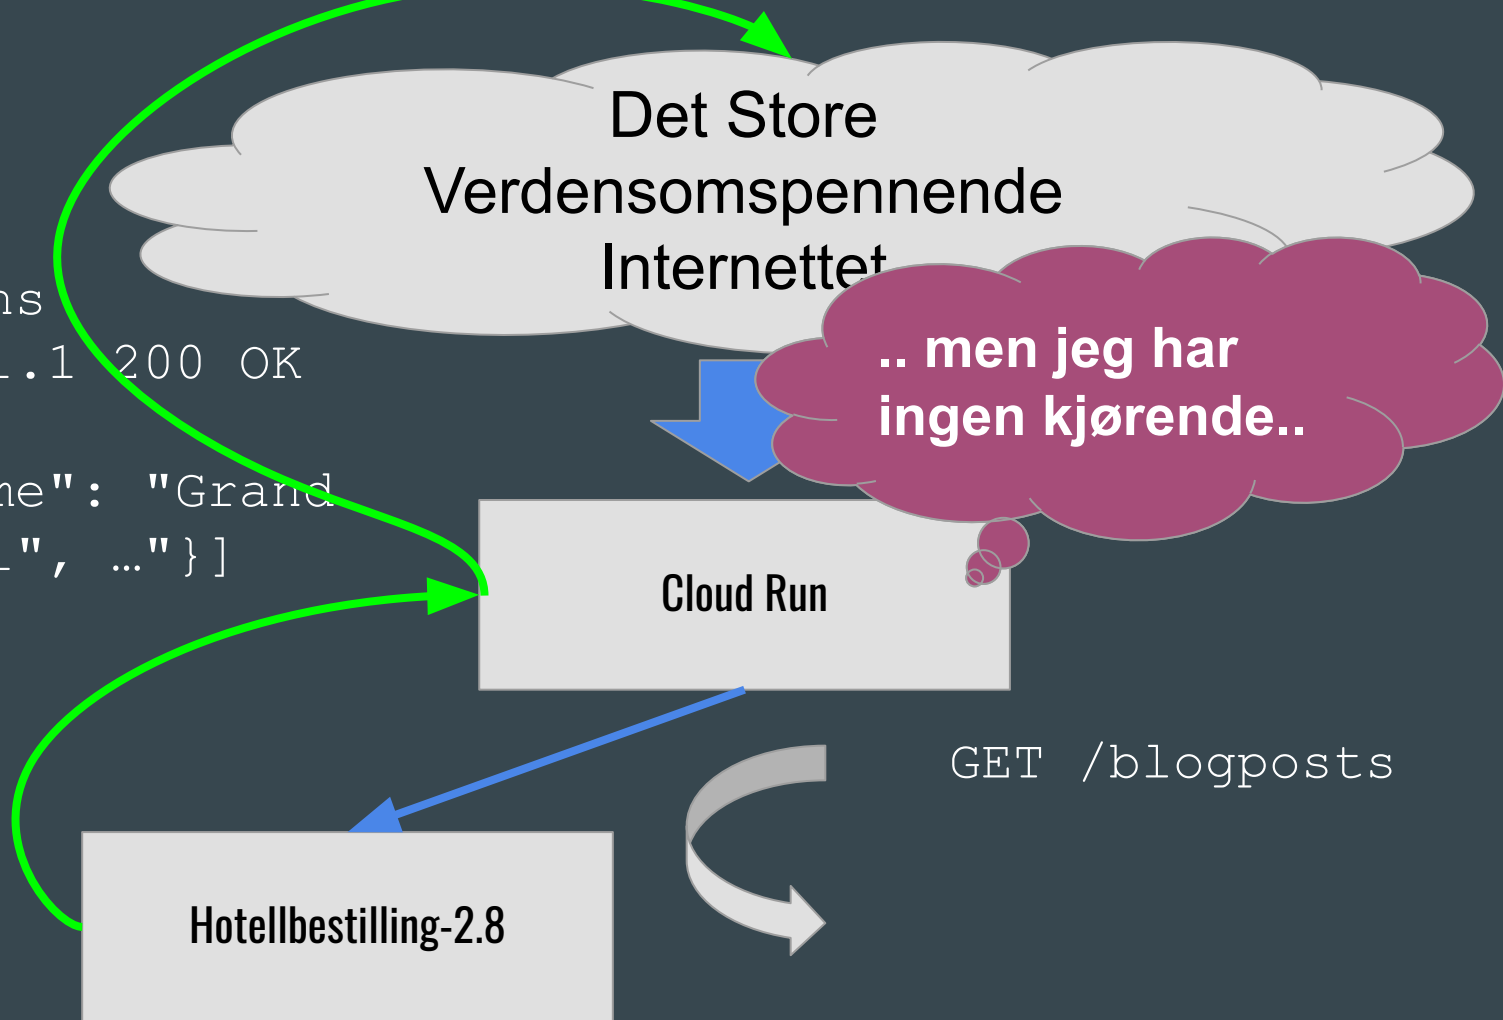 Det Store
Verdensomspennende
Internettet
.. men jeg har
ingen kjørende..
200 OK
": "Grand
", …"}]
Cloud Run
GET /blogposts
Hotellbestilling-2.8